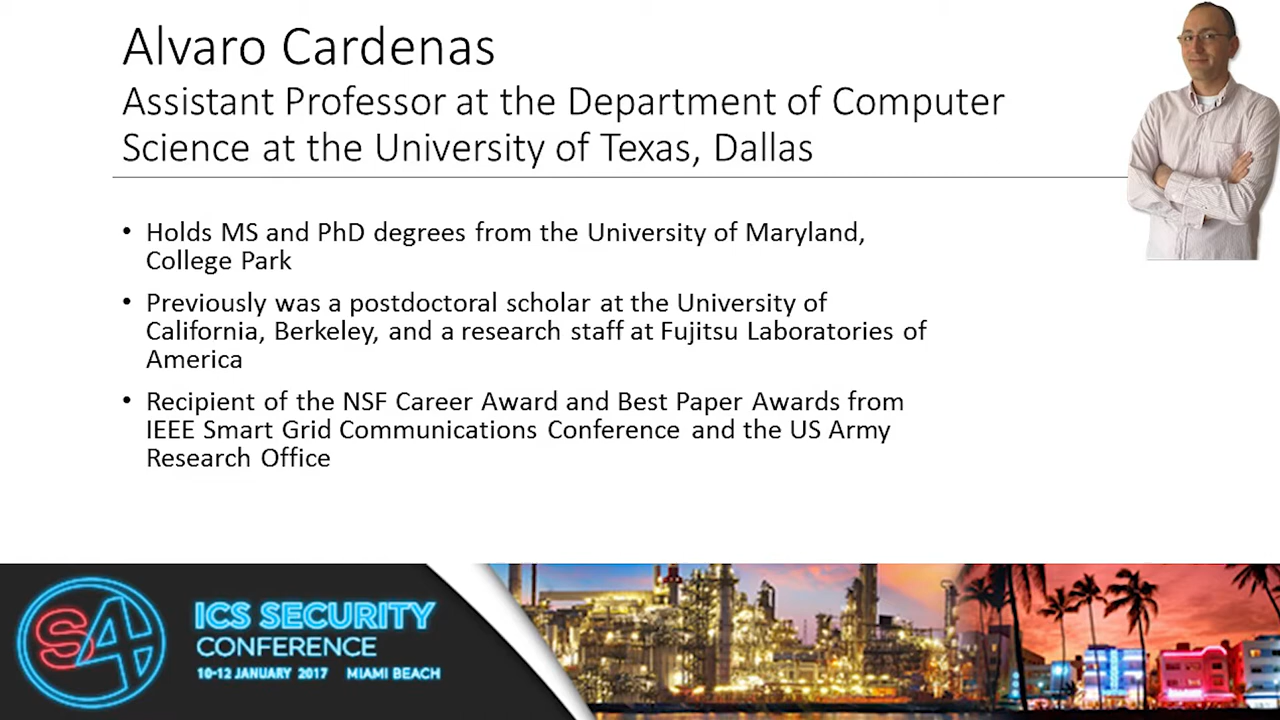 Alvaro Cardenas
Assistant Professor at the Department of Computer
Science at the University of Texas, Dallas
• Holds MS and PhD degrees from the University of Maryland,
College Park
• Previously was a postdoctoral scholar at the University of
California, Berkeley, and a research staff at Fujitsu Laboratories of
America
• Recipient of the NSF Career Award and Best Paper Awards from
IEEE Smart Grid Communications Conference and the US Army
Research Office
S4
ICS SECURITY
CONFERENCE
10-12 JANUARY 2017 MIAMI BEACH